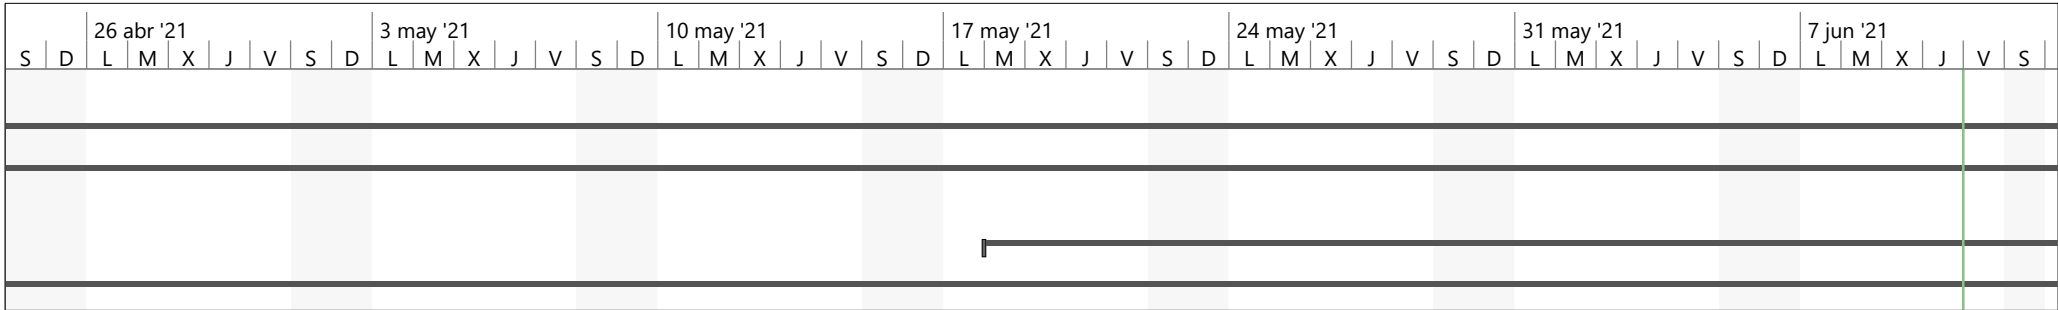 26 abr '21 3 may '21 10 may '21 17 may '21 24 may '21 31 may '21 7 jun '21
S D L M X J V S D L M X J V S D L M X J V S D L M X J V S D L M X J V S D L M X J V S D L M X J V S